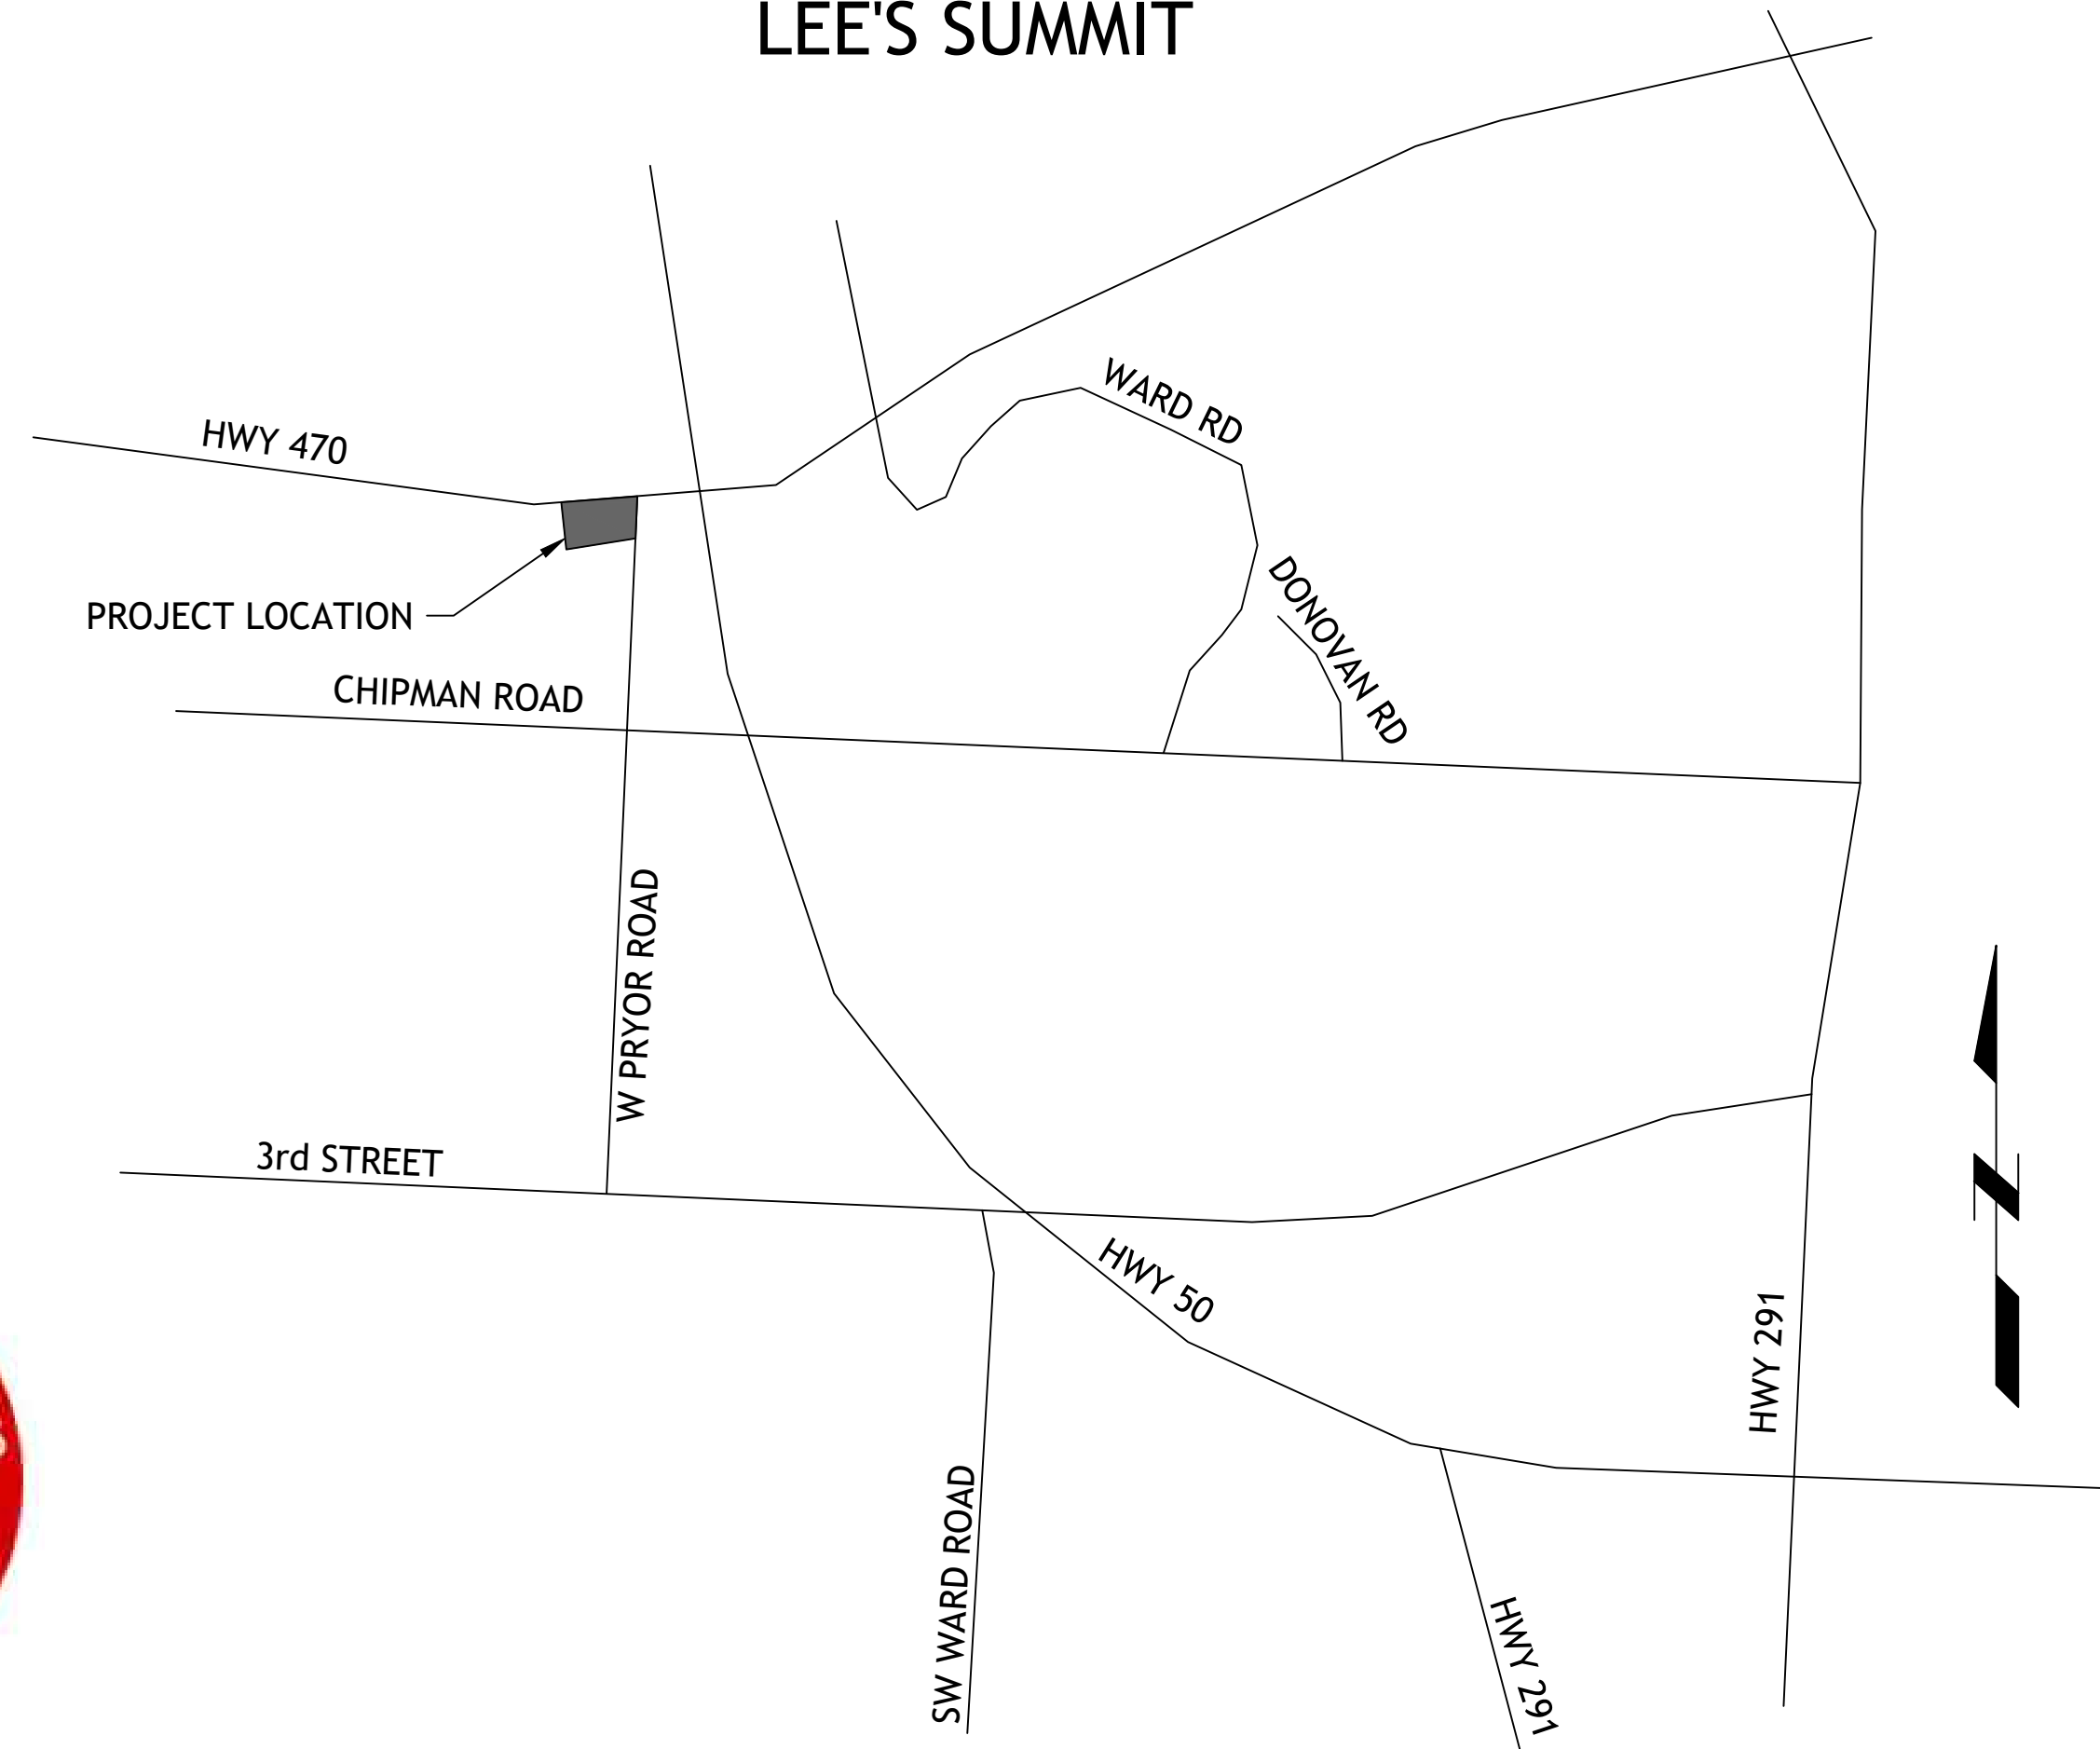 LEE'S SUMMIT
WARD RD
HWY 470
DONOVAN RD
PROJECT LOCATION
CHIPMAN ROAD
W PRYOR ROAD
3rd STREET
HWY 50
HWY 291
SW WARD ROAD
HWY 291
N